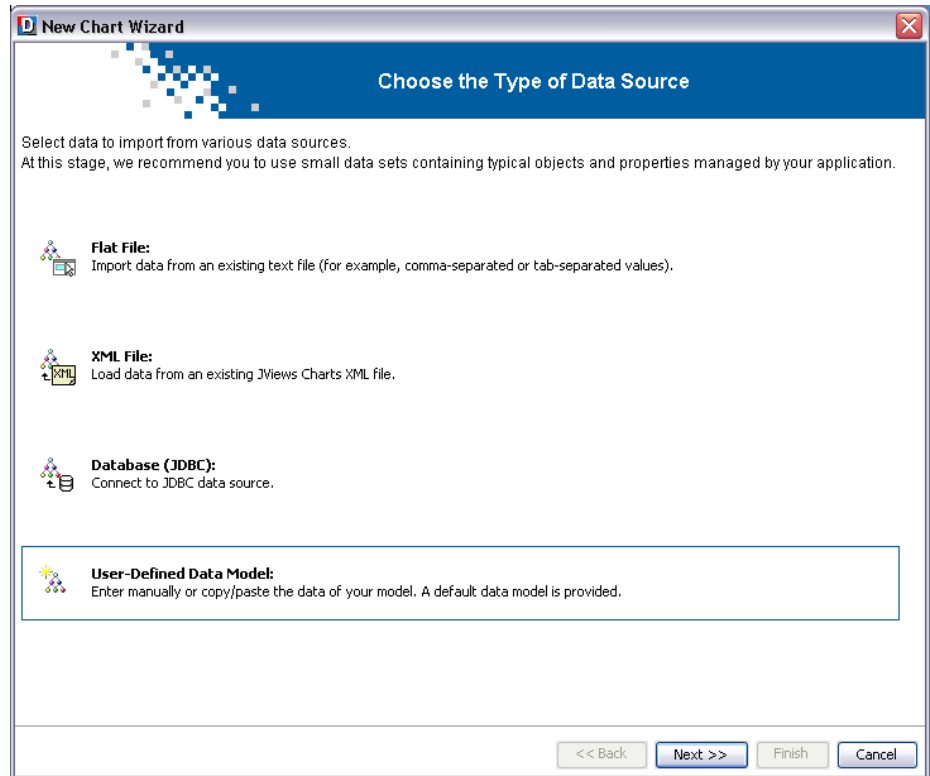 New Chart Wizard
Choose the Type of Data Source
Select data to import from various data sources.
At this stage, we recommend you to use small data sets containing typical objects and properties managed by your application.
Flat File:
Import data from an existing text file (for example, comma-separated or tab-separated values).
XML File:
XML
Load data from an existing JViews Charts XML file.
Database (JDBC):
Connect to JDBC data source.
User-Defined Data Model:
Enter manually or copy/paste the data of your model. A default data model is provided.
<< Back Next >> Finish Cancel